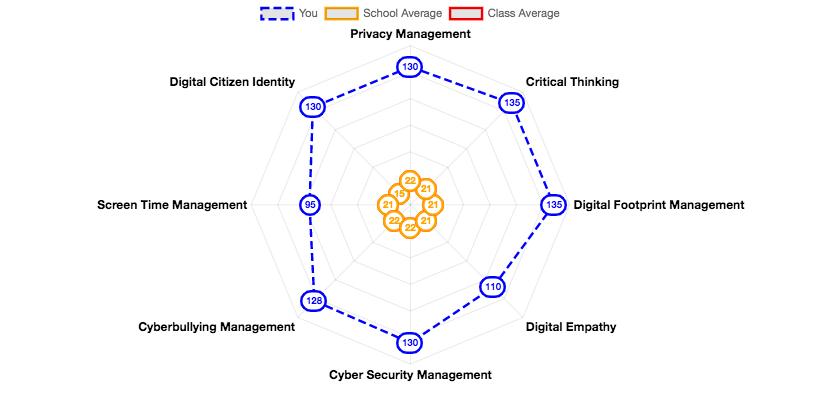 You School Average Class Average
Privacy Management
130
Digital Citizen Identity
Critical Thinking
130
135
22
15
21
Screen Time Management
95
21
21
135
Digital Footprint Management
22
21
22
110
128
Cyberbullying Management
Digital Empathy
130
Cyber Security Management